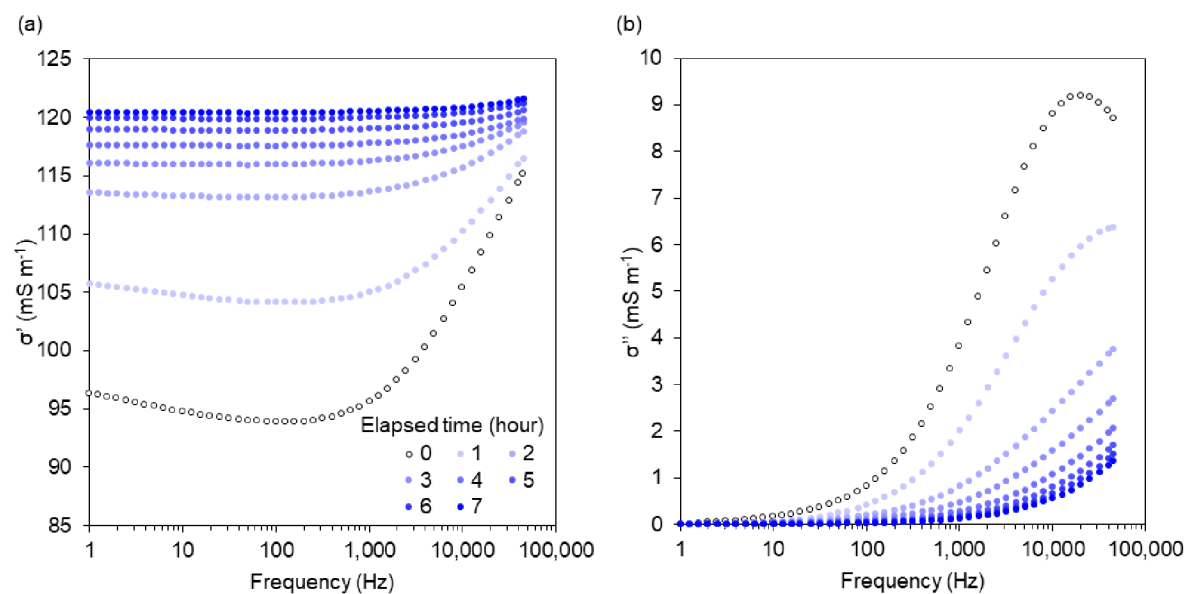 (a)
125
120
115
110
105
100
95
90
85
σ' (mS m-1)
1 10 100 1,000 10,000 100,000
Frequency (Hz)
Elapsed time (hour)
0 1 2
3 4 5
6 7
(b)
10
9
8
7
6
5
4
3
2
1
0
σ'' (mS m-1)
1 10 100 1,000 10,000 100,000
Frequency (Hz)